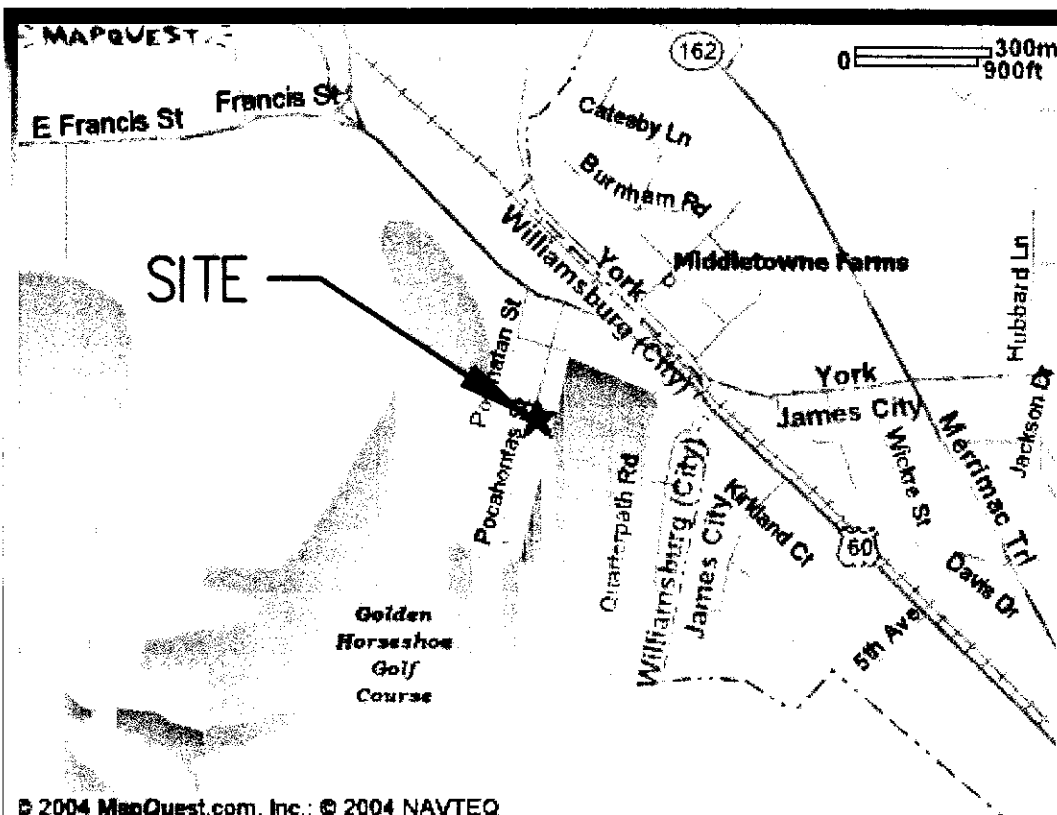 MAPQUEST
162
0 300m
900ft
E Francis St
Francis St
Catesby Ln
Burnham Rd
Williamsburg (City)
York
Middletowne Farms
Hubbard Ln
SITE
Powhatan St
Pocahontas St
York
James City
Jackson Dr
Merrimac Trl
Wickre St
Quarterpath Rd
Williamsburg (City)
James City
Kirkland Ct
60
Davis Dr
5th Ave
Golden
Horseshoe
Golf
Course
© 2004 MapQuest.com, Inc.; © 2004 NAVTEQ